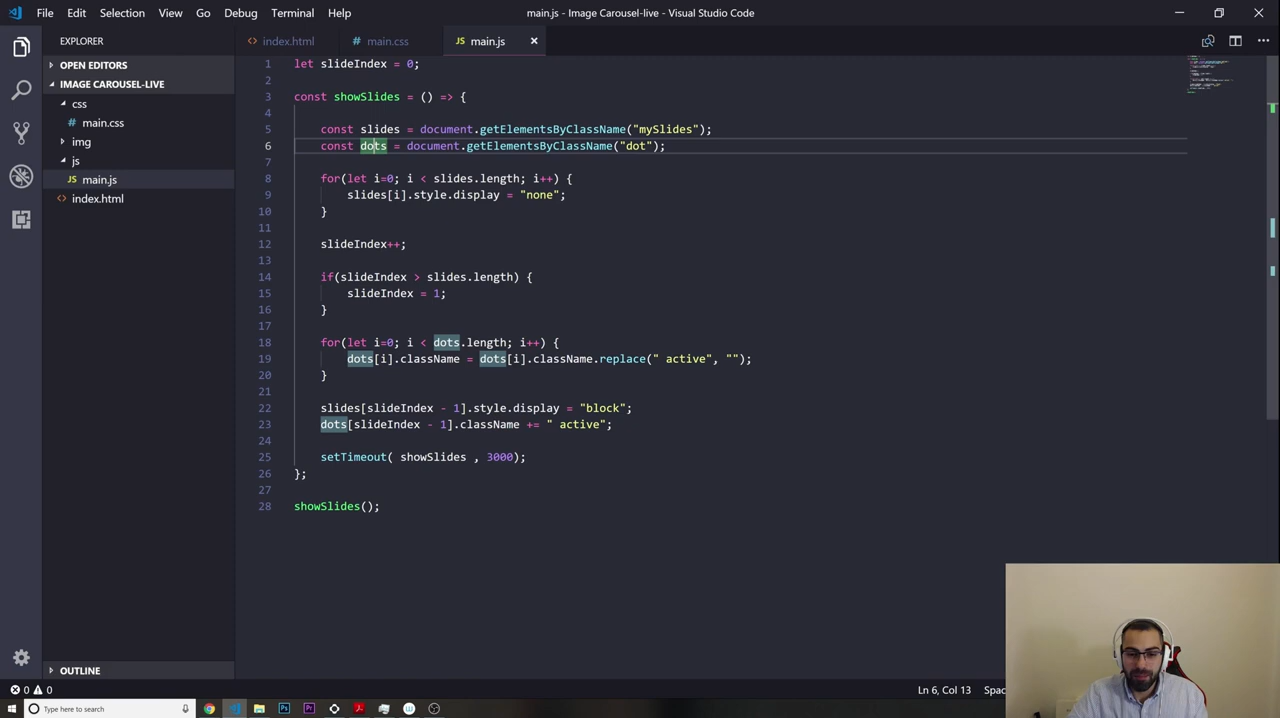 File Edit Selection View Go Debug Terminal Help
main.js - Image Carousel-live - Visual Studio Code
EXPLORER
OPEN EDITORS
IMAGE CAROUSEL-LIVE
css
# main.css
img
js
JS main.js
<> index.html
OUTLINE
<> index.html
# main.css
JS main.js
1 let slideIndex = 0;
2
3 const showSlides = () => {
4
5 const slides = document.getElementsByClassName("mySlides");
6 const dots = document.getElementsByClassName("dot");
7
8 for(let i=0; i < slides.length; i++) {
9 slides[i].style.display = "none";
10 }
11
12 slideIndex++;
13
14 if(slideIndex > slides.length) {
15 slideIndex = 1;
16 }
17
18 for(let i=0; i < dots.length; i++) {
19 dots[i].className = dots[i].className.replace(" active", "");
20 }
21
22 slides[slideIndex - 1].style.display = "block";
23 dots[slideIndex - 1].className += " active";
24
25 setTimeout( showSlides , 3000);
26 };
27
28 showSlides();
0 0
Ln 6, Col 13
Type here to search